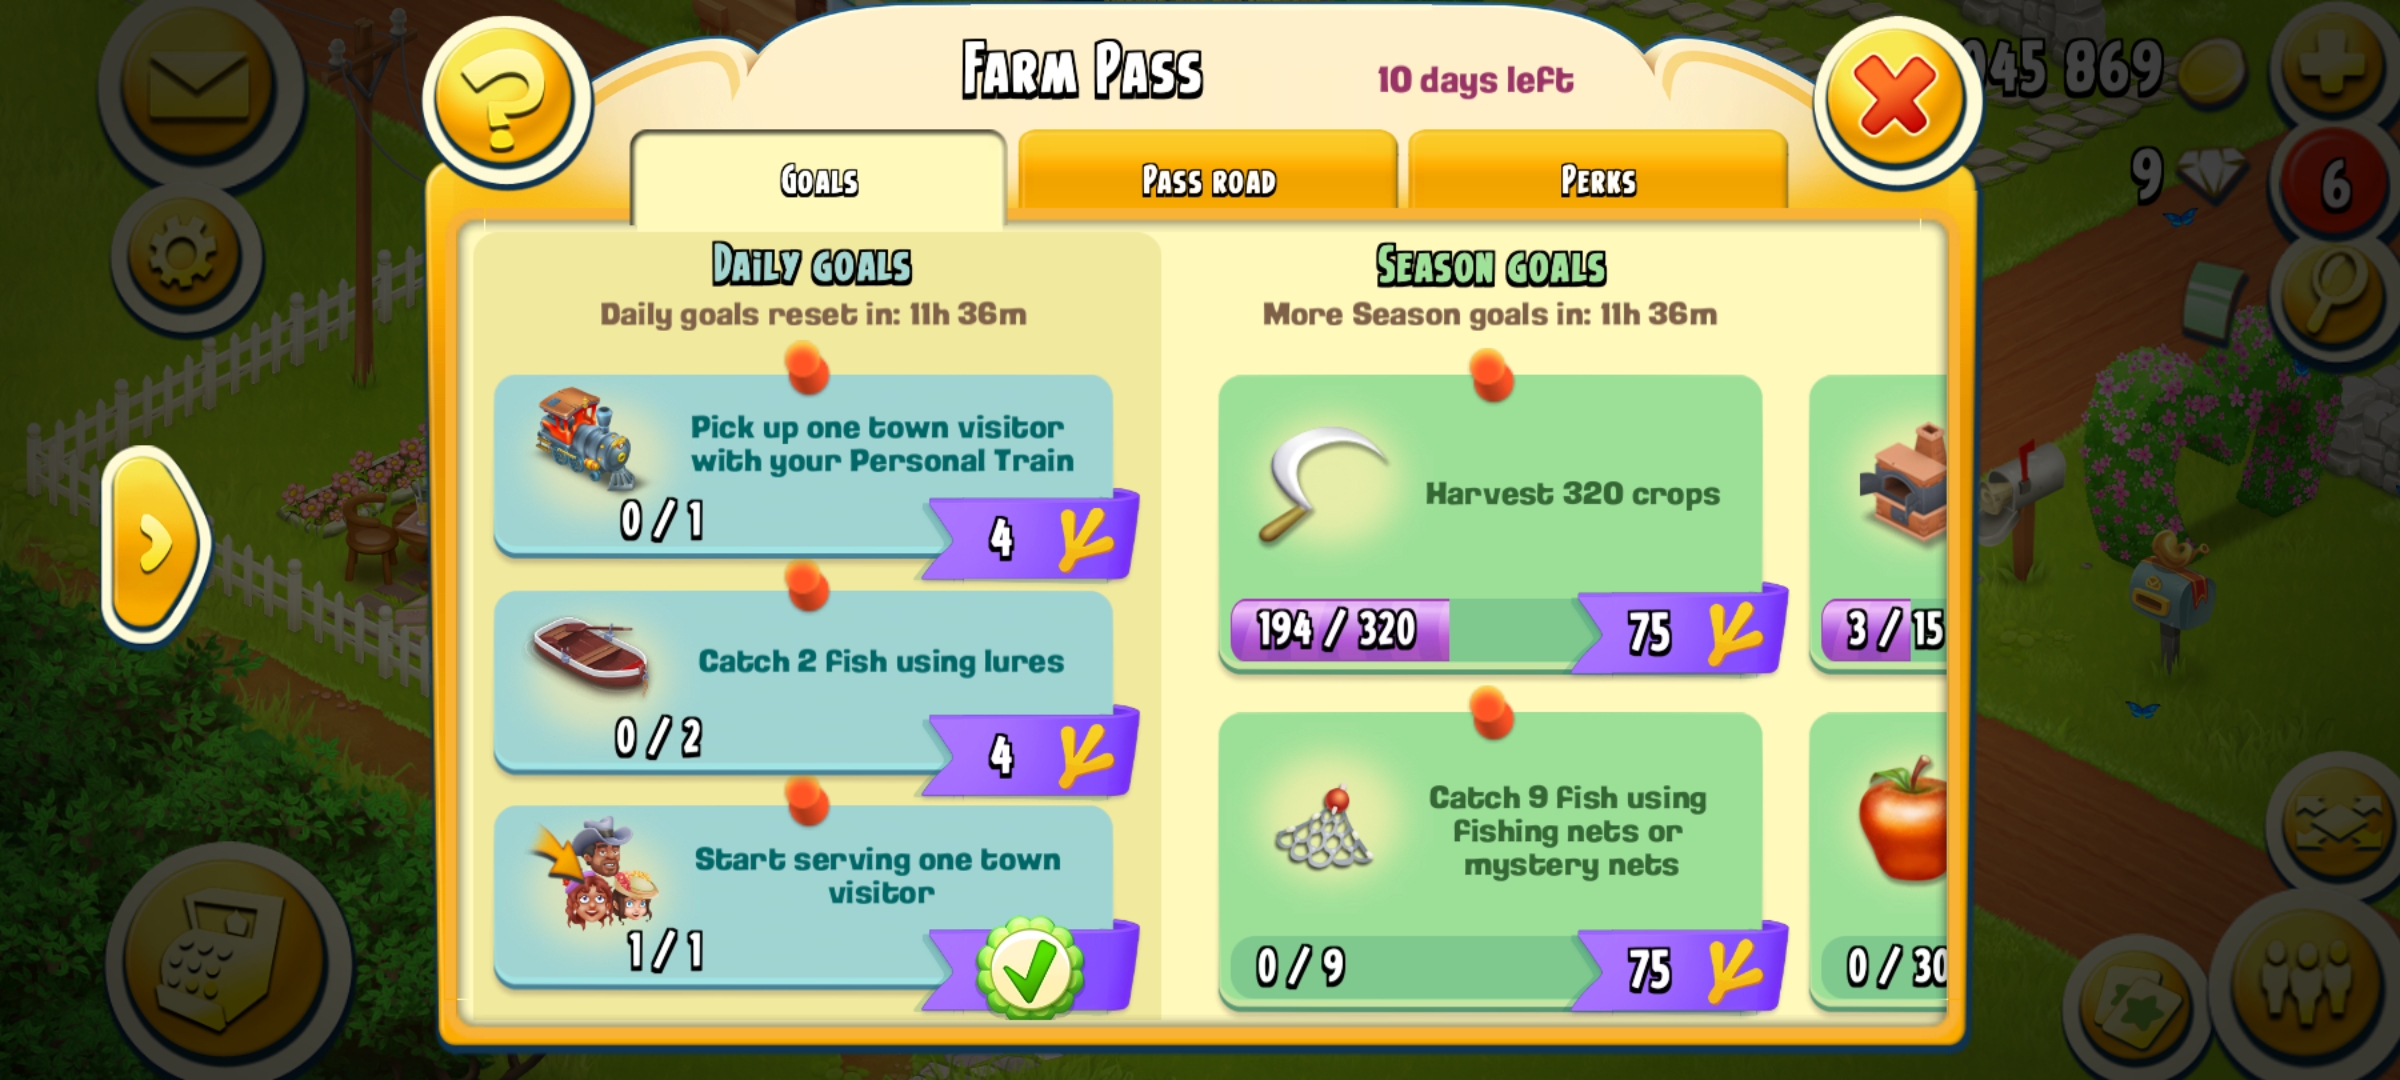 FARM PASS
10 days left
45 869
9
6
GOALS
PASS ROAD
PERKS
DAILY GOALS
Daily goals reset in: 11h 36m
Pick up one town visitor
with your Personal Train
0 / 1
4
Catch 2 fish using lures
0 / 2
4
Start serving one town
visitor
1 / 1
SEASON GOALS
More Season goals in: 11h 36m
Harvest 320 crops
194 / 320
75
3 / 15
Catch 9 fish using
fishing nets or
mystery nets
0 / 9
75
0 / 30